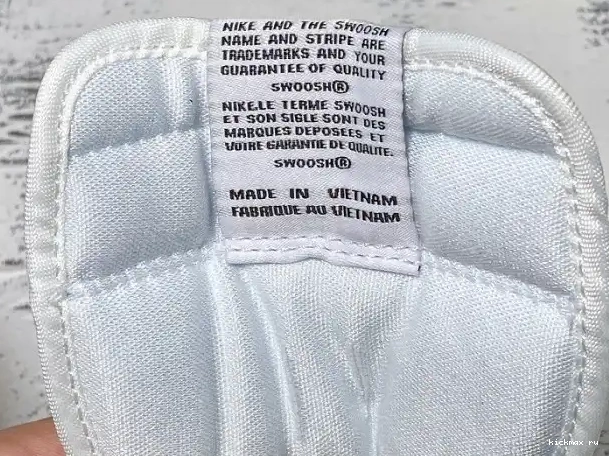 NIKE AND THE SWOOSH
NAME AND STRIPE ARE
TRADEMARKS AND YOUR
GUARANTEE OF QUALITY
SWOOSH®
NIKE.LE TERME SWOOSH
ET SON SIGLE SONT DES
MARQUES DEPOSEES ET
VOTRE GARANTIE DE QUALITE.
SWOOSH®
MADE IN VIETNAM
FABRIQUE AU VIETNAM
kickmax.ru